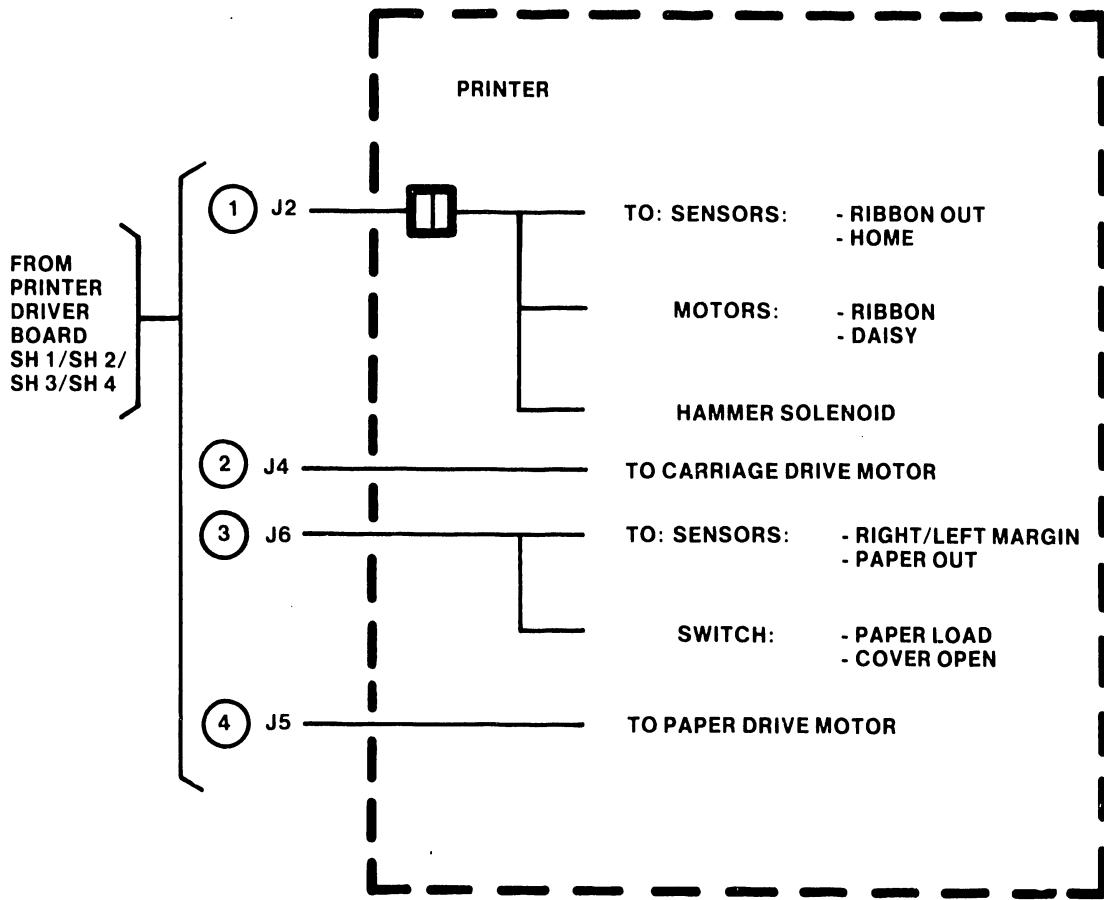 PRINTER
FROM
PRINTER
DRIVER
BOARD
SH 1/SH 2/
SH 3/SH 4
1 J2
TO: SENSORS: - RIBBON OUT
- HOME
MOTORS: - RIBBON
- DAISY
HAMMER SOLENOID
2 J4 TO CARRIAGE DRIVE MOTOR
3 J6 TO: SENSORS: - RIGHT/LEFT MARGIN
- PAPER OUT
SWITCH: - PAPER LOAD
- COVER OPEN
4 J5 TO PAPER DRIVE MOTOR